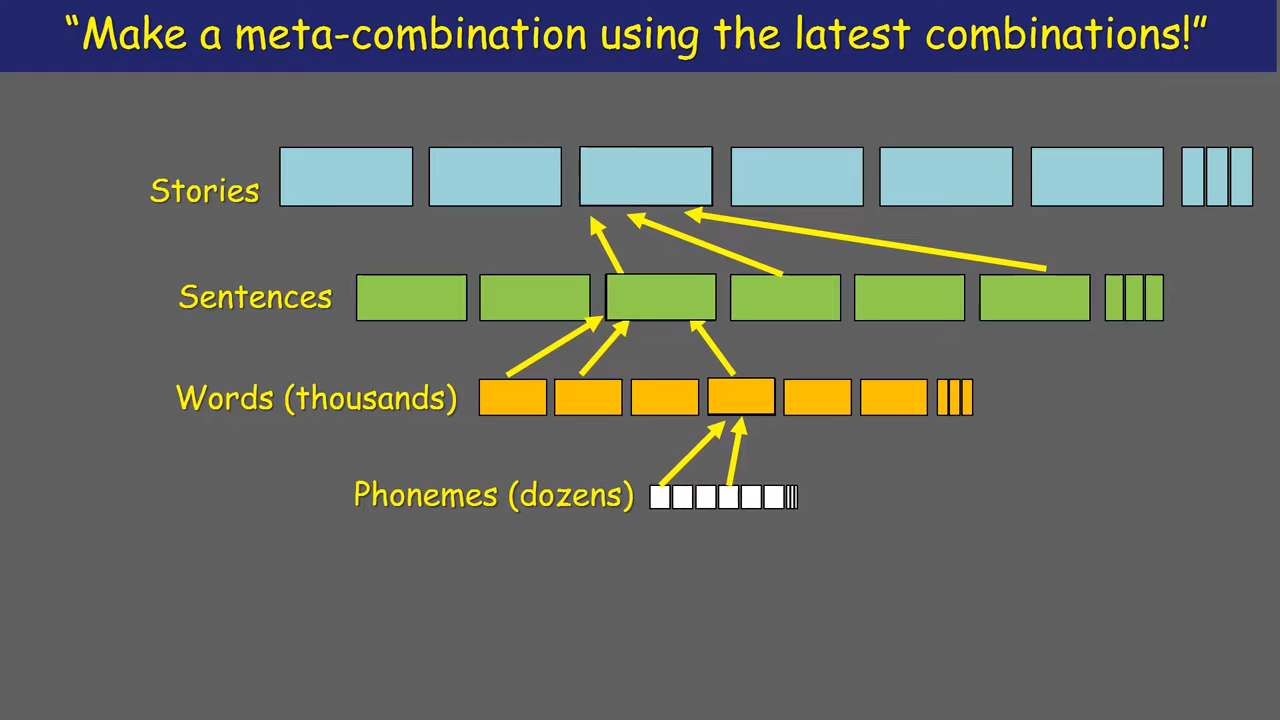 “Make a meta-combination using the latest combinations!”
Stories
Sentences
Words (thousands)
Phonemes (dozens)